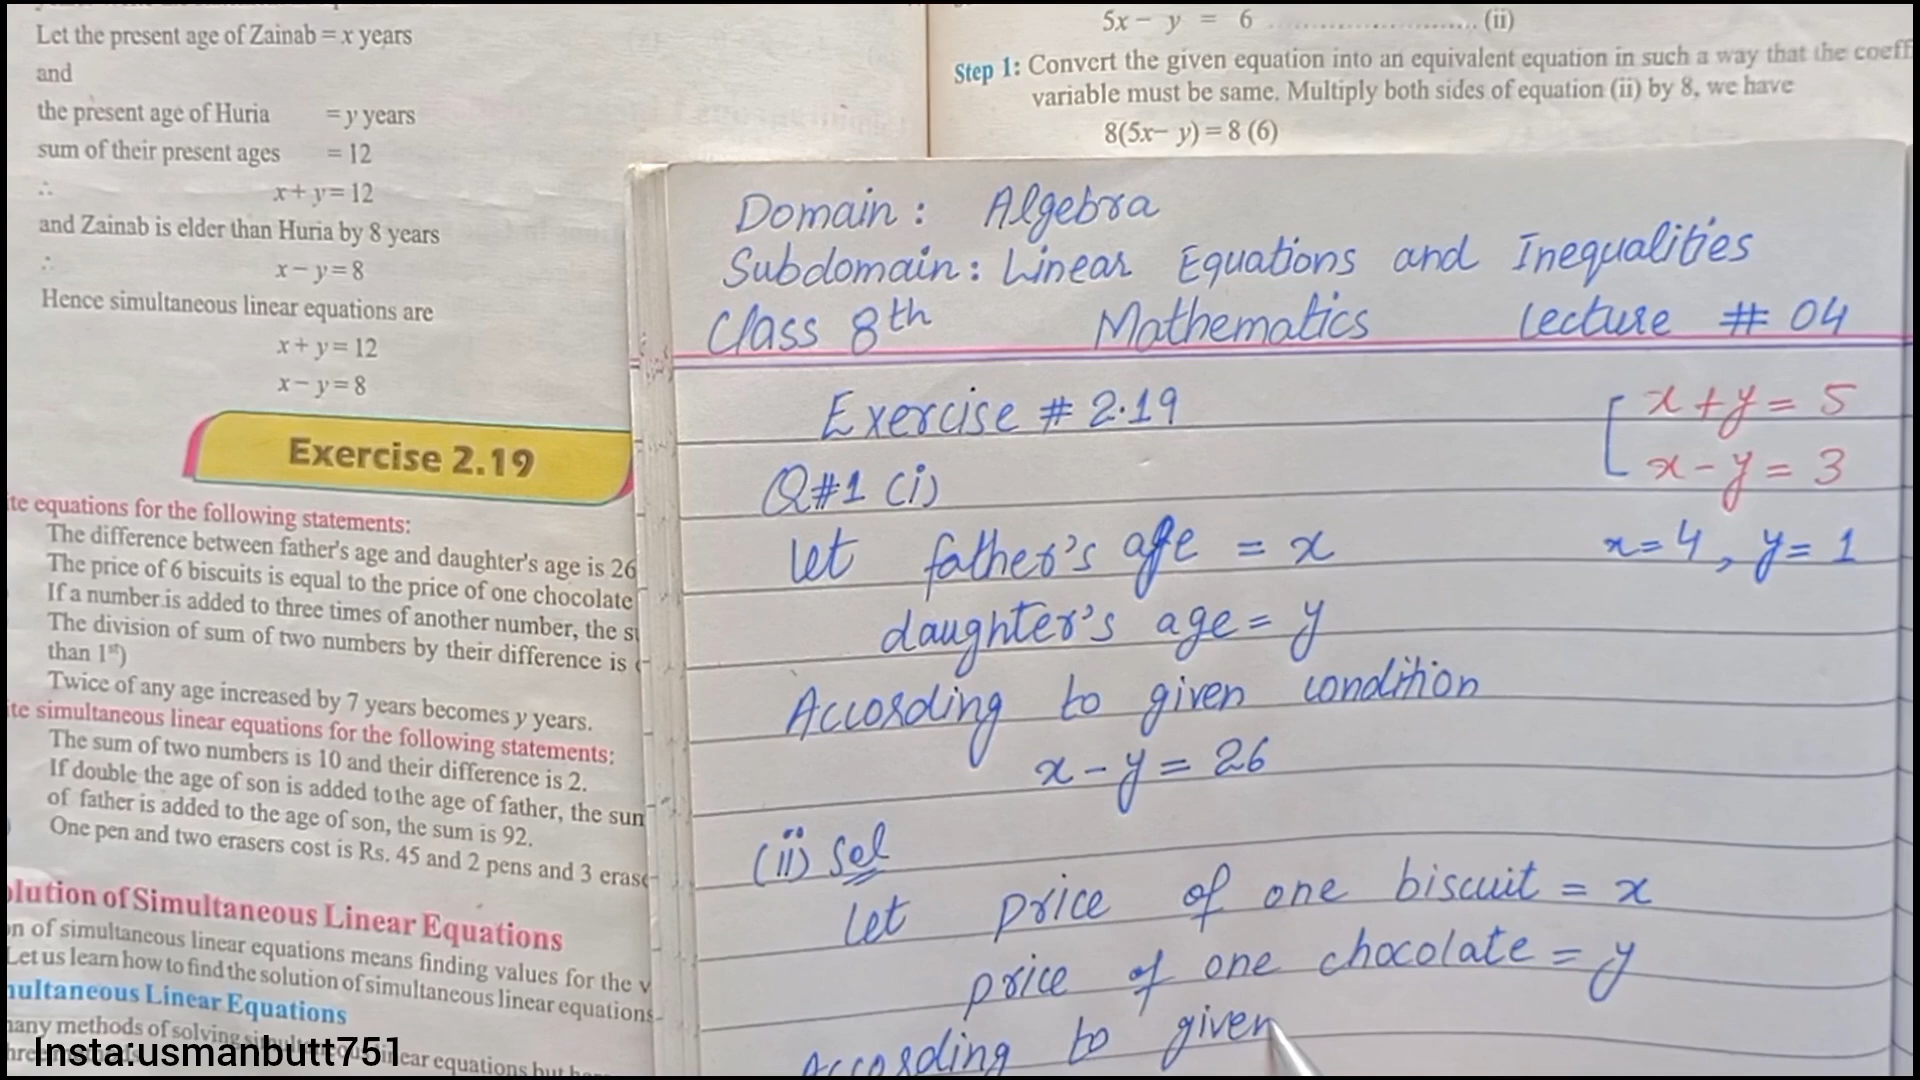 Let the present age of Zainab = x years
and
the present age of Huria = y years
sum of their present ages = 12
∴ x + y = 12
and Zainab is elder than Huria by 8 years
∴ x − y = 8
Hence simultaneous linear equations are
x + y = 12
x − y = 8
Exercise 2.19
te equations for the following statements:
The difference between father's age and daughter's age is 26
The price of 6 biscuits is equal to the price of one chocolate
If a number is added to three times of another number, the
The division of sum of two numbers by their difference is
than 1st)
Twice of any age increased by 7 years becomes y years.
te simultaneous linear equations for the following statements:
The sum of two numbers is 10 and their difference is 2.
If double the age of son is added to the age of father, the sum
of father is added to the age of son, the sum is 92.
One pen and two erasers cost is Rs. 45 and 2 pens and 3 erase
lution of Simultaneous Linear Equations
n of simultaneous linear equations means finding values for the v
Let us learn how to find the solution of simultaneous linear equations
ultaneous Linear Equations
any methods of solving simultaneous linear equations but
Insta:usmanbutt751
5x − y = 6 ............................ (ii)
Step 1: Convert the given equation into an equivalent equation in such a way that the coeff
variable must be same. Multiply both sides of equation (ii) by 8, we have
8(5x − y) = 8 (6)
Domain: Algebra
Subdomain: Linear Equations and Inequalities
Class 8th Mathematics Lecture # 04
Exercise # 2.19
x + y = 5
x − y = 3
x = 4, y = 1
Q#1 (i)
Let father's age = x
daughter's age = y
According to given condition
x − y = 26
(ii) Sol
Let price of one biscuit = x
price of one chocolate = y
According to given